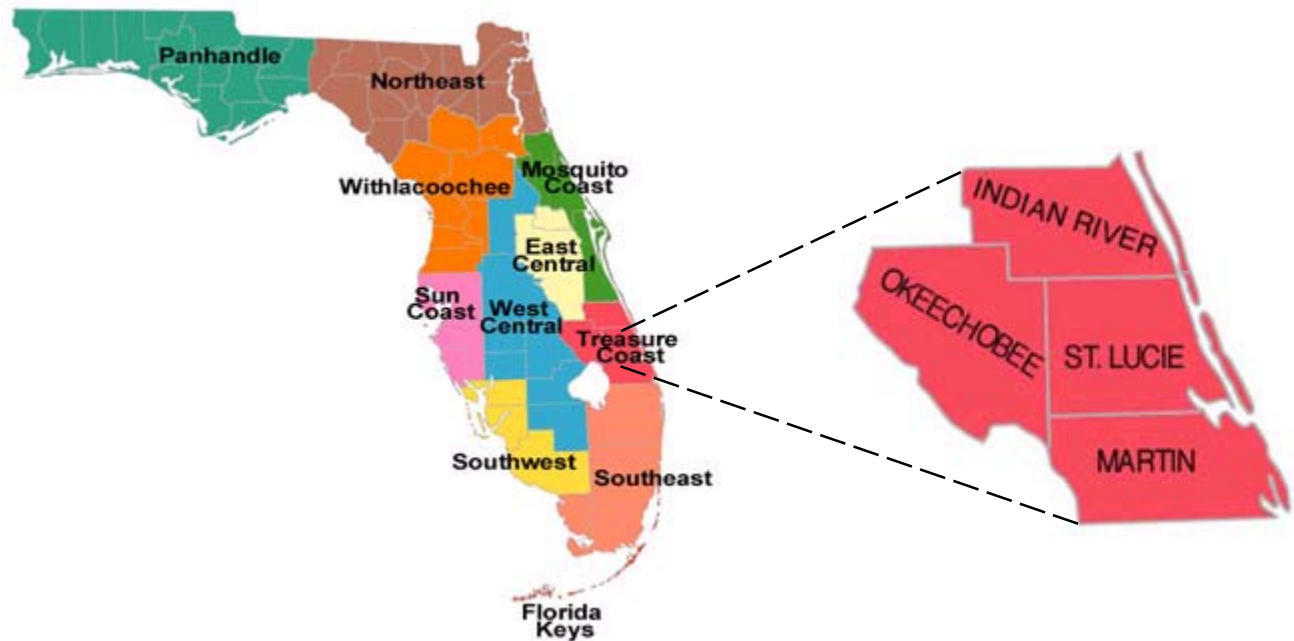 Panhandle
Northeast
Mosquito
Coast
Withlacoochee
East
Central
Sun
Coast
West
Central
Treasure
Coast
Southwest
Southeast
Florida
Keys
INDIAN RIVER
OKEECHOBEE
ST. LUCIE
MARTIN